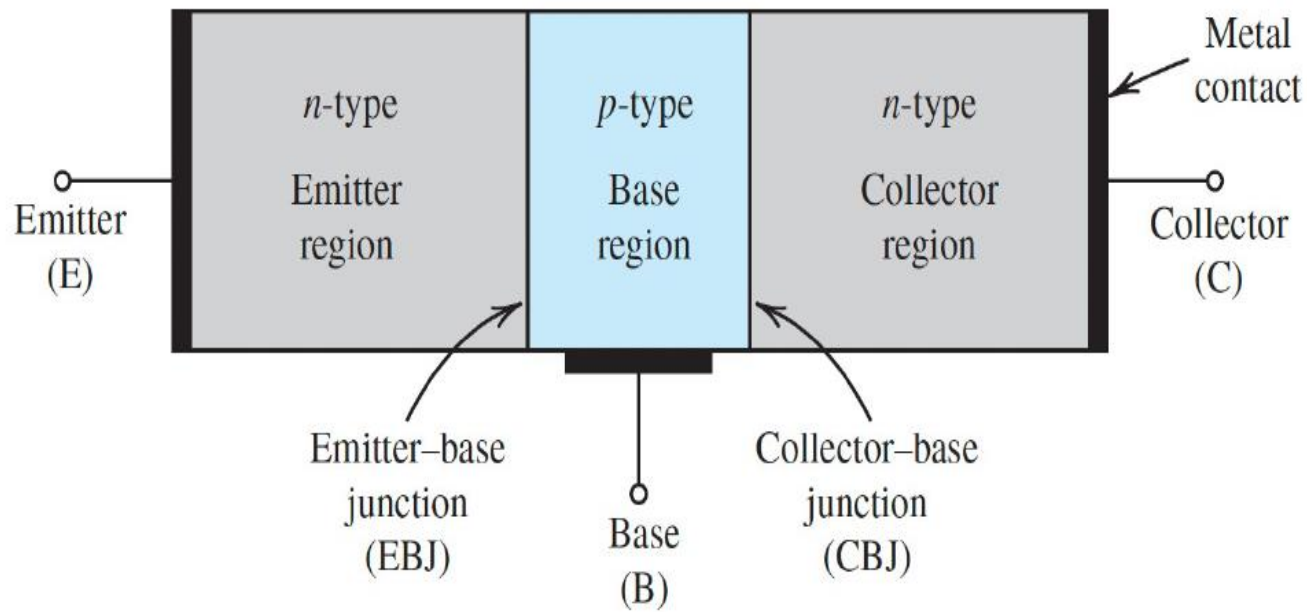 n-type
Emitter
region
p-type
Base
region
n-type
Collector
region
Metal
contact
Emitter
(E)
Collector
(C)
Emitter–base
junction
(EBJ)
Base
(B)
Collector–base
junction
(CBJ)